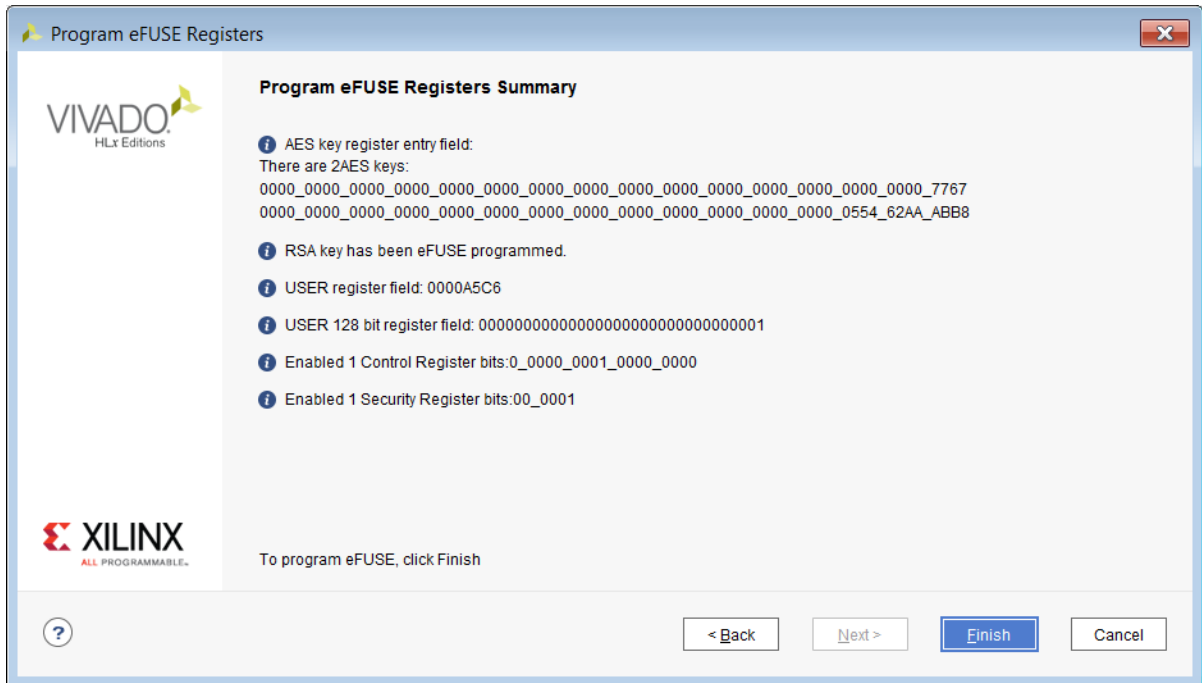 Program eFUSE Registers
VIVADO.
HLx Editions
Program eFUSE Registers Summary
AES key register entry field:
There are 2AES keys:
0000_0000_0000_0000_0000_0000_0000_0000_0000_0000_0000_0000_0000_0000_0000_7767
0000_0000_0000_0000_0000_0000_0000_0000_0000_0000_0000_0000_0000_0554_62AA_ABB8
RSA key has been eFUSE programmed.
USER register field: 0000A5C6
USER 128 bit register field: 00000000000000000000000000000001
Enabled 1 Control Register bits:0_0000_0001_0000_0000
Enabled 1 Security Register bits:00_0001
XILINX
ALL PROGRAMMABLE™
To program eFUSE, click Finish
?
< Back
Next >
Finish
Cancel